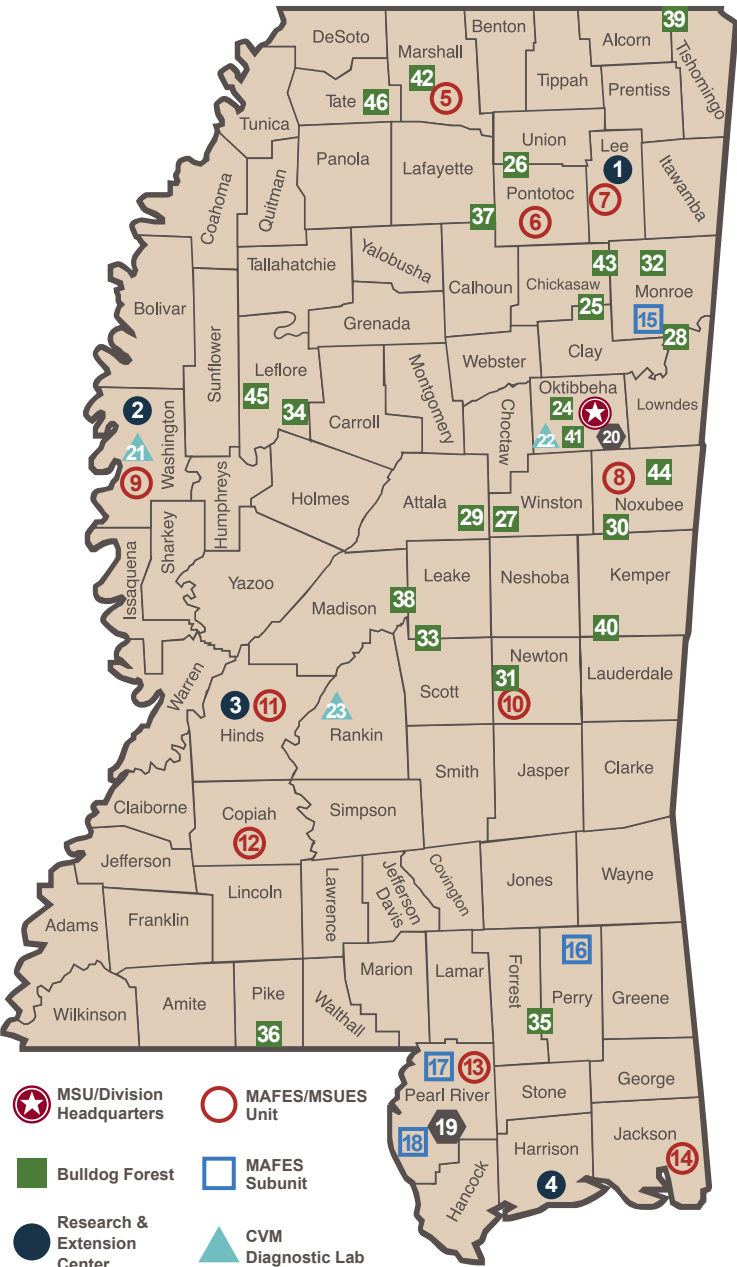 39
Benton
DeSoto
Alcorn
Marshall
Tishomingo
42
Tippah
5
Prentiss
Tate 46
Tunica
Union
Lee
Panola
26
1
Lafayette
Itawamba
Coahoma
Quitman
Pontotoc
7
37
6
Yalobusha
43
32
Tallahatchie
Chickasaw
Calhoun
Monroe
Bolivar
25
15
Grenada
28
Sunflower
Clay
Webster
Leflore
Montgomery
Oktibbeha
45
2
34
24
Lowndes
Carroll
Choctaw
Washington
22
41
20
21
9
Humphreys
8
44
Holmes
Attala
Winston
Noxubee
29
27
30
Sharkey
Issaquena
Leake
Neshoba
Kemper
Yazoo
38
Madison
40
33
Newton
Lauderdale
31
Warren
Scott
3
11
23
10
Hinds
Rankin
Smith
Jasper
Clarke
Claiborne
Copiah
Simpson
12
Jefferson
Covington
Jefferson
Davis
Jones
Wayne
Lawrence
Lincoln
Adams
Franklin
16
Marion
Lamar
Forrest
Pike
Perry
Greene
Amite
Walthall
Wilkinson
35
36
17
13
George
Stone
Pearl River
19
Jackson
18
Harrison
14
4
Hancock
MSU/Division
Headquarters
MAFES/MSUES
Unit
Bulldog Forest
MAFES
Subunit
Research &
Extension
Center
CVM
Diagnostic Lab